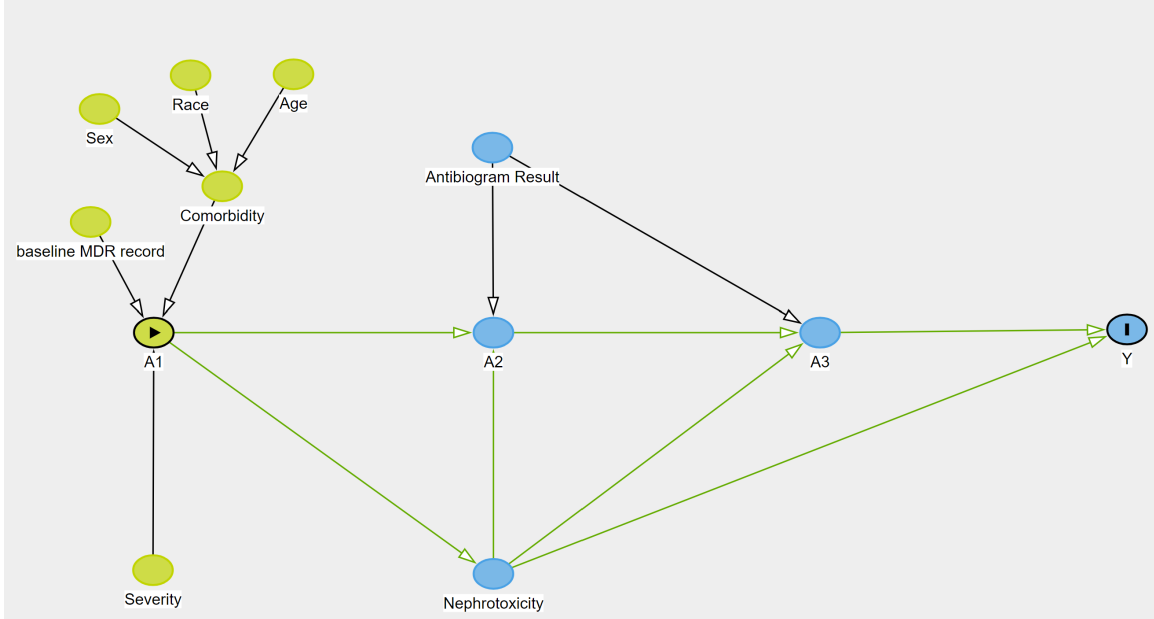 Race
Age
Sex
Antibiogram Result
Comorbidity
baseline MDR record
A1
A2
A3
Y
Severity
Nephrotoxicity